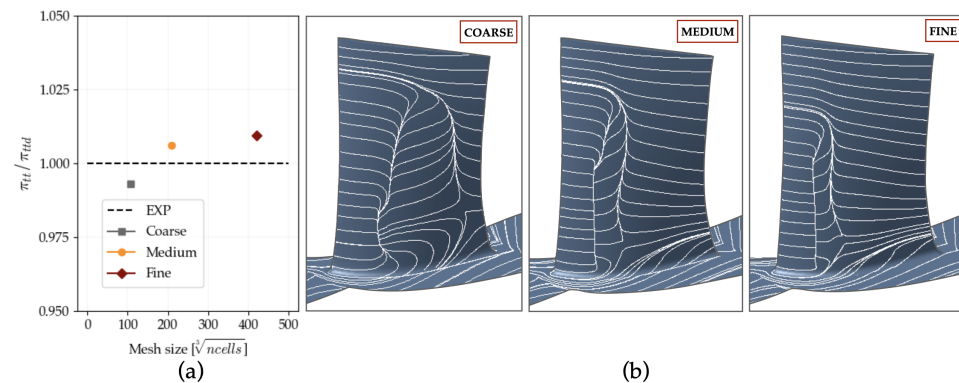 1.050
1.025
1.000
0.975
0.950
π_tt / π_ttd
EXP
Coarse
Medium
Fine
0 100 200 300 400 500
Mesh size [∛ncells]
(a)
COARSE
MEDIUM
FINE
(b)